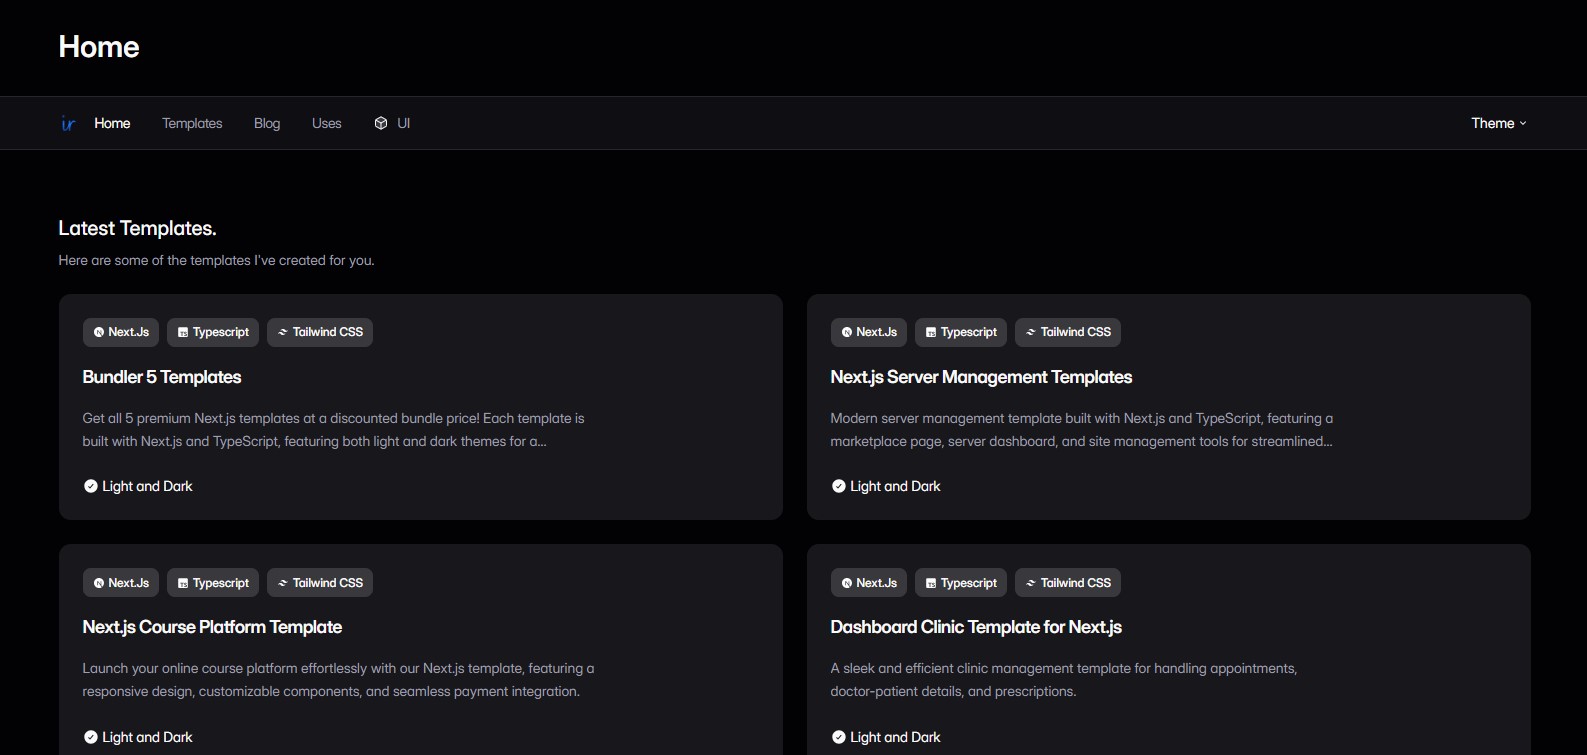 Home
ir Home Templates Blog Uses UI Theme
Latest Templates.
Here are some of the templates I've created for you.
Next.Js Typescript Tailwind CSS
Bundler 5 Templates
Get all 5 premium Next.js templates at a discounted bundle price! Each template is
built with Next.js and TypeScript, featuring both light and dark themes for a...
Light and Dark
Next.Js Typescript Tailwind CSS
Next.js Server Management Templates
Modern server management template built with Next.js and TypeScript, featuring a
marketplace page, server dashboard, and site management tools for streamlined...
Light and Dark
Next.Js Typescript Tailwind CSS
Next.js Course Platform Template
Launch your online course platform effortlessly with our Next.js template, featuring a
responsive design, customizable components, and seamless payment integration.
Light and Dark
Next.Js Typescript Tailwind CSS
Dashboard Clinic Template for Next.js
A sleek and efficient clinic management template for handling appointments,
doctor-patient details, and prescriptions.
Light and Dark